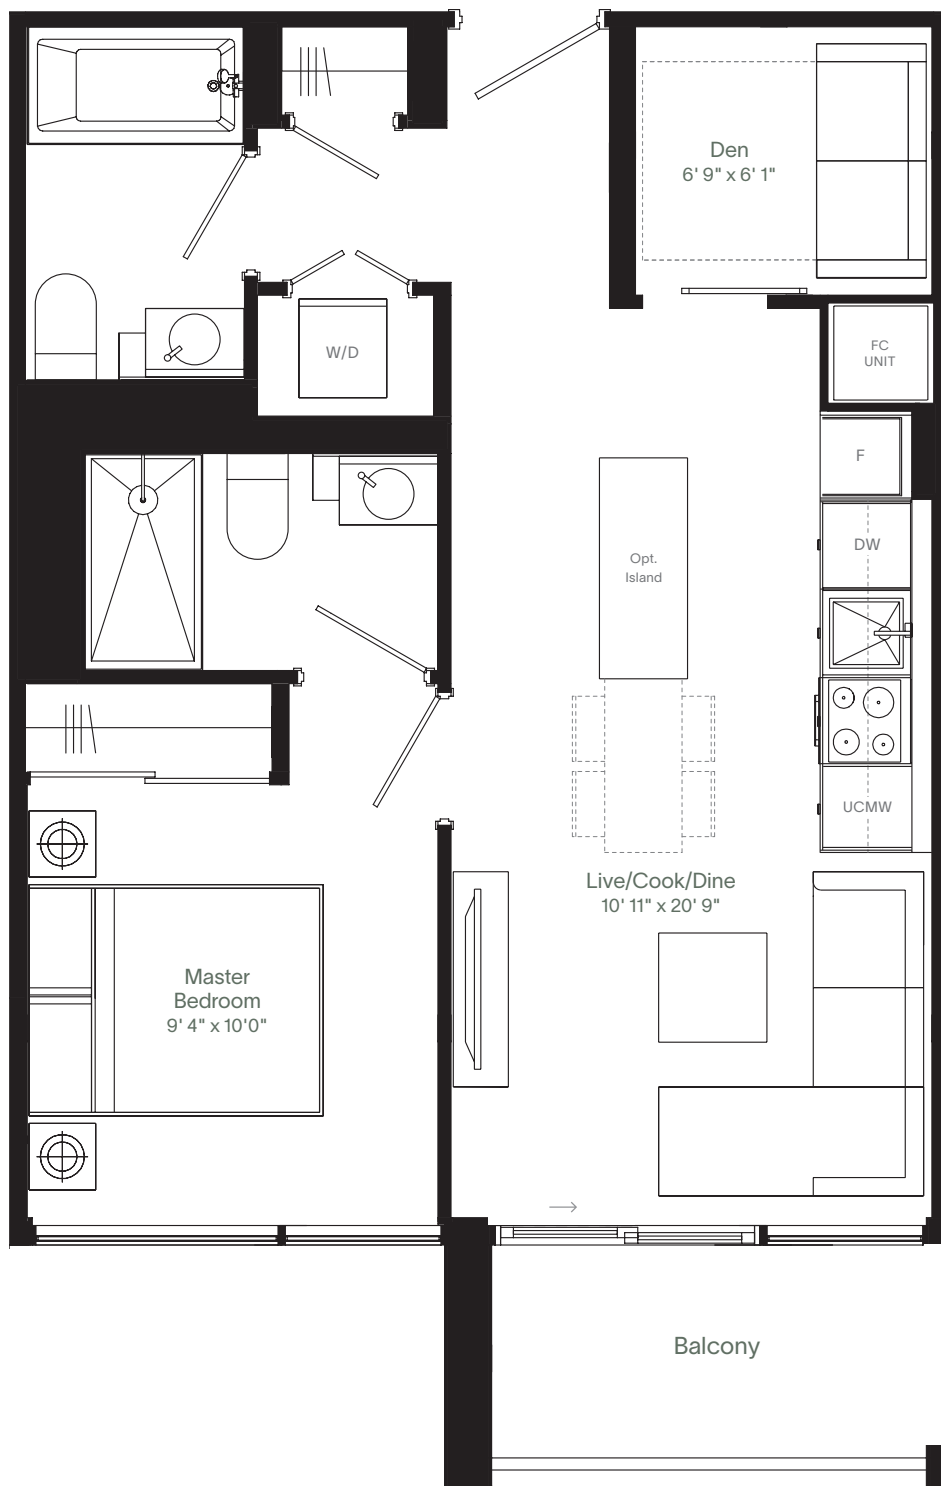 Den
6' 9" x 6' 1"
FC
UNIT
W/D
F
DW
Opt.
Island
UCMW
Live/Cook/Dine
10' 11" x 20' 9"
Master
Bedroom
9' 4" x 10'0"
Balcony